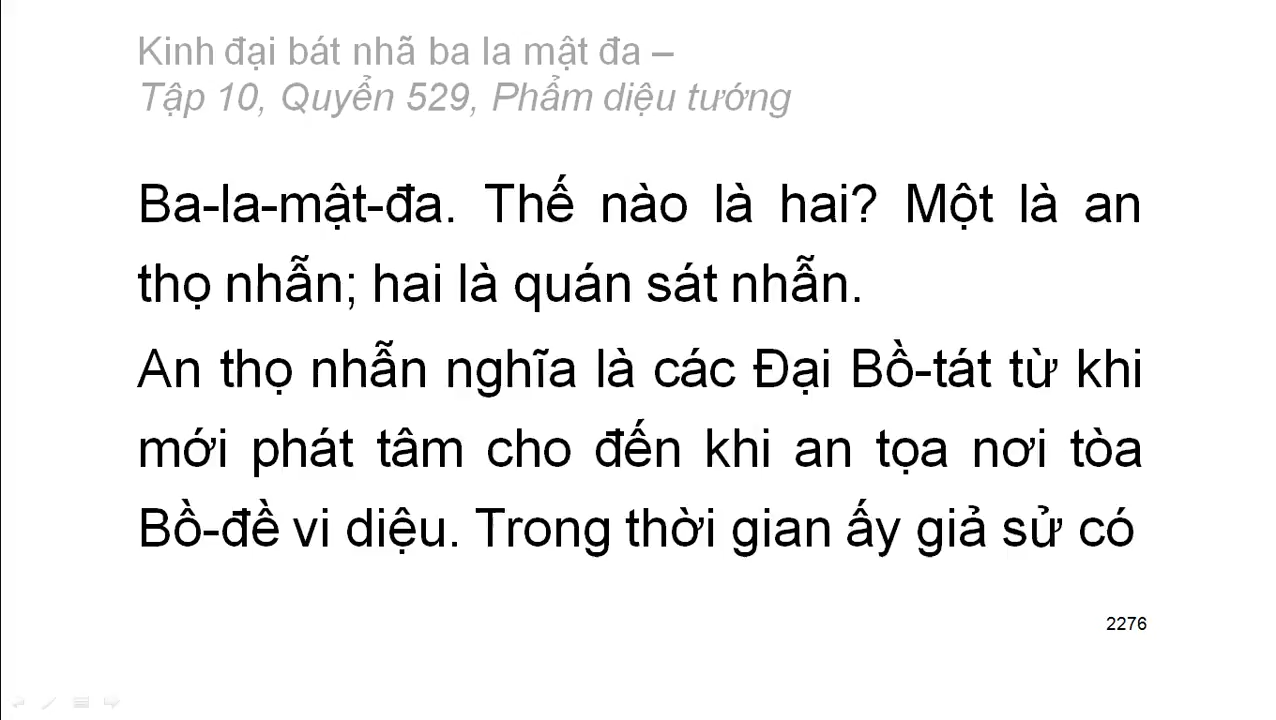 Kinh đại bát nhã ba la mật đa –
Tập 10, Quyển 529, Phẩm diệu tướng
Ba-la-mật-đa. Thế nào là hai? Một là an
thọ nhẫn; hai là quán sát nhẫn.
An thọ nhẫn nghĩa là các Đại Bồ-tát từ khi
mới phát tâm cho đến khi an tọa nơi tòa
Bồ-đề vi diệu. Trong thời gian ấy giả sử có
2276